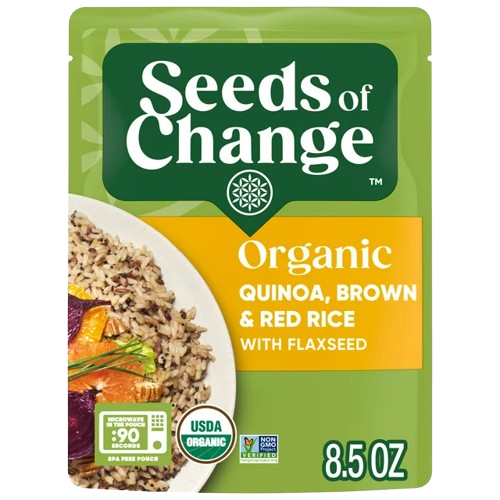 Seeds of
Change
™
Organic
QUINOA, BROWN
& RED RICE
WITH FLAXSEED
MICROWAVE
IN THE POUCH
:90
SECONDS
BPA FREE POUCH
USDA
ORGANIC
NON
GMO
Project
VERIFIED
8.5 OZ